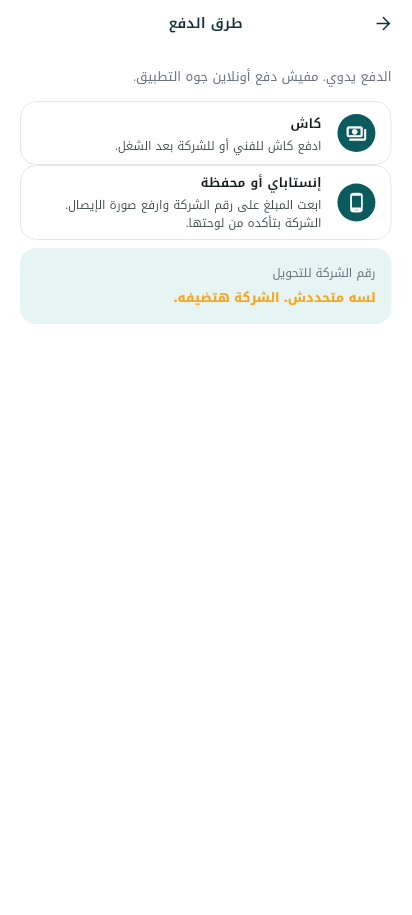 طرق الدفع
الدفع يدوي. مفيش دفع أونلاين جوه التطبيق.
كاش
ادفع كاش للفني أو للشركة بعد الشغل.
إنستاباي أو محفظة
ابعت المبلغ على رقم الشركة وارفع صورة الإيصال.
الشركة بتأكده من لوحتها.
رقم الشركة للتحويل
لسه متحددش. الشركة هتضيفه.